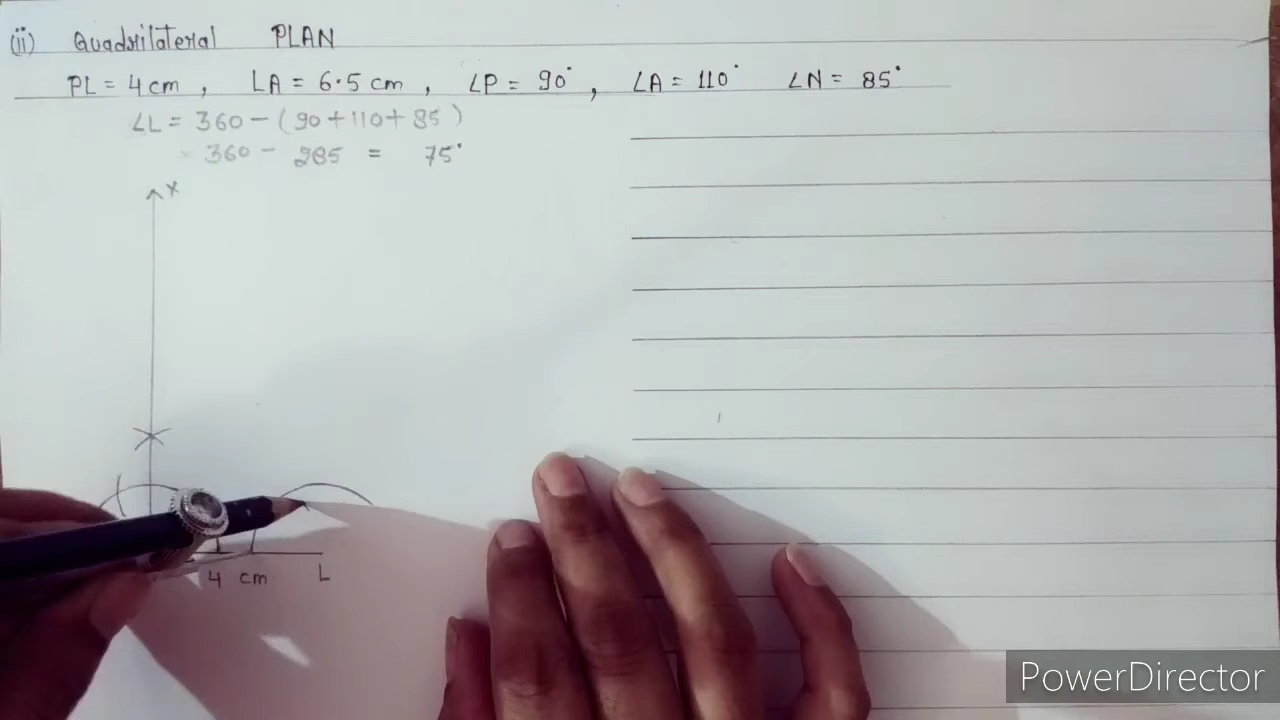 (ii) Quadrilateral PLAN
PL = 4 cm , LA = 6.5 cm , ∠P = 90° , ∠A = 110° ∠N = 85°
∠L = 360 - (90 + 110 + 85)
360 - 285 = 75°
X
4 cm L
PowerDirector